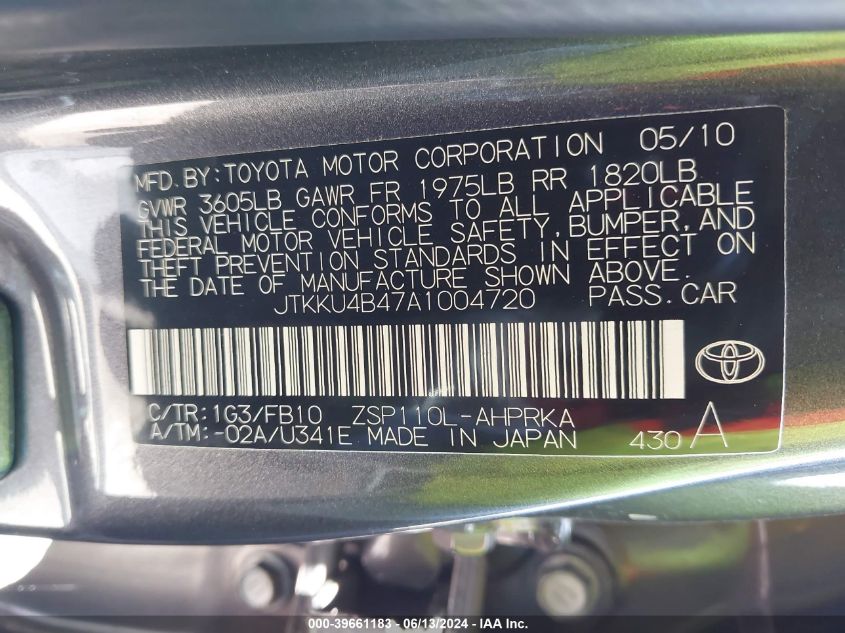 MFD.BY:TOYOTA MOTOR CORPORATION 05/10
GVWR 3605LB GAWR FR 1975LB RR 1820LB
THIS VEHICLE CONFORMS TO ALL APPLICABLE
FEDERAL MOTOR VEHICLE SAFETY,BUMPER,AND
THEFT PREVENTION STANDARDS IN EFFECT ON
THE DATE OF MANUFACTURE SHOWN ABOVE.
JTKKU4B47A1004720 PASS.CAR
C/TR:1G3/FB10 ZSP110L-AHPRKA
A/TM:-02A/U341E MADE IN JAPAN 430 A
000-39661183 - 06/13/2024 - IAA Inc.